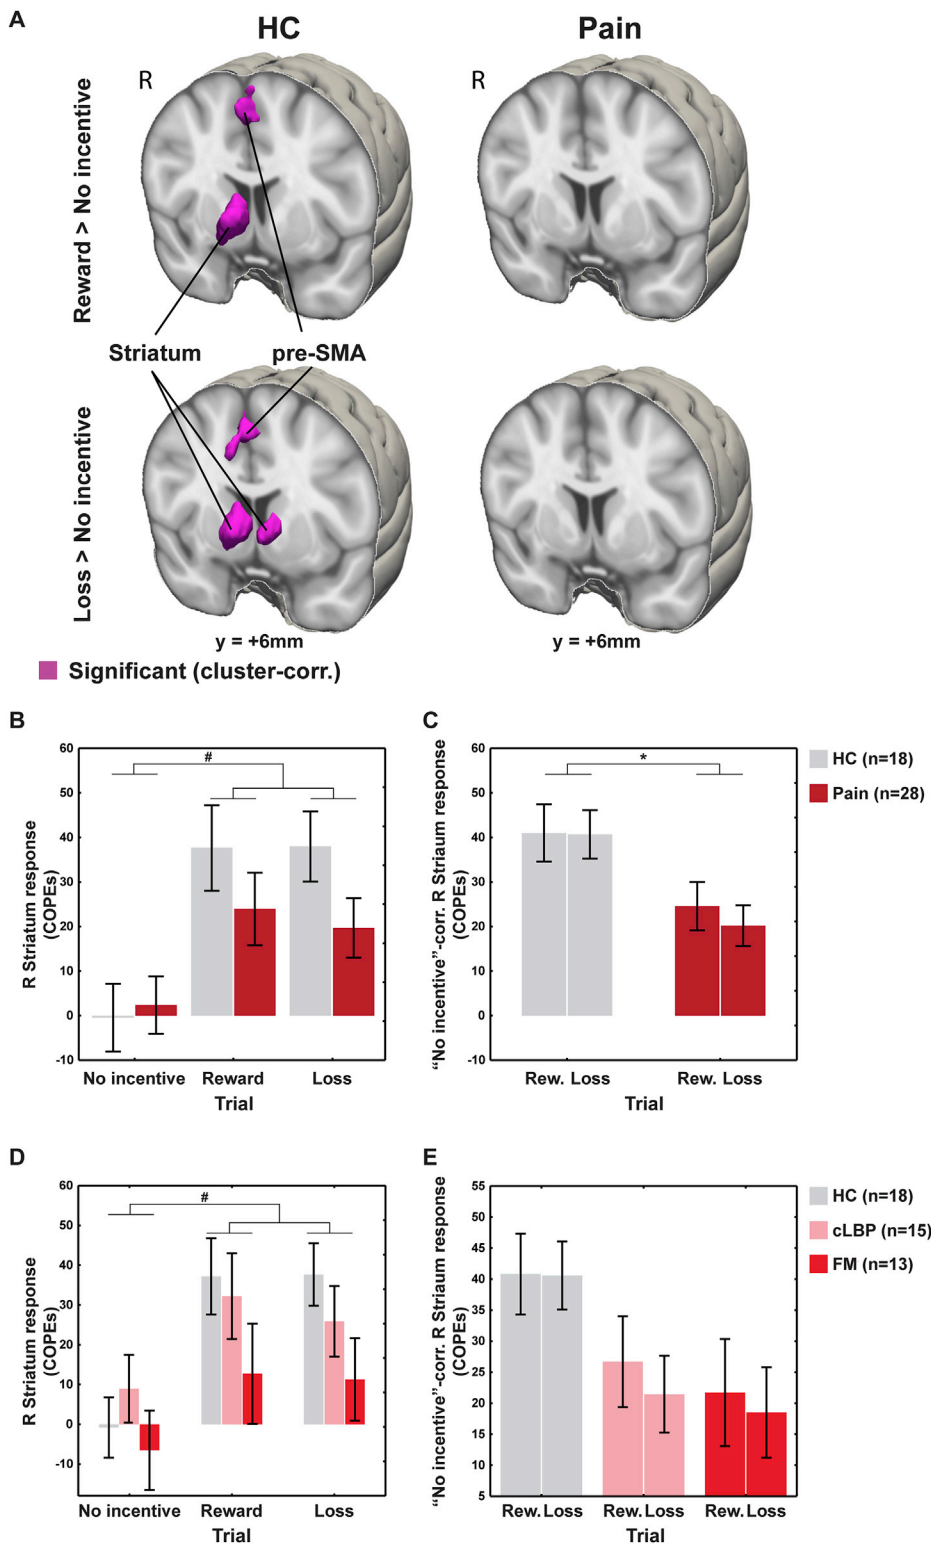 A
HC
Pain
R
R
Reward > No incentive
Striatum
pre-SMA
Loss > No incentive
y = +6mm
y = +6mm
Significant (cluster-corr.)
B
R Striatum response
(COPEs)
60
50
40
30
20
10
0
-10
#
No incentive
Reward
Loss
Trial
C
“No incentive”-corr. R Striaum response
(COPEs)
60
50
40
30
20
10
0
-10
*
Rew. Loss
Rew. Loss
Trial
HC (n=18)
Pain (n=28)
D
R Striatum response
(COPEs)
60
50
40
30
20
10
0
-10
#
No incentive
Reward
Loss
Trial
E
“No incentive”-corr. R Striaum response
(COPEs)
55
50
45
40
35
30
25
20
15
10
5
Rew. Loss
Rew. Loss
Rew. Loss
Trial
HC (n=18)
cLBP (n=15)
FM (n=13)